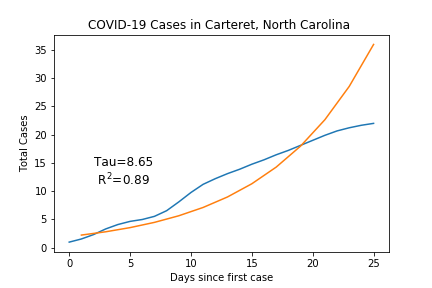 COVID-19 Cases in Carteret, North Carolina
Total Cases
35
30
25
20
15
10
5
0
Tau=8.65
R²=0.89
0 5 10 15 20 25
Days since first case